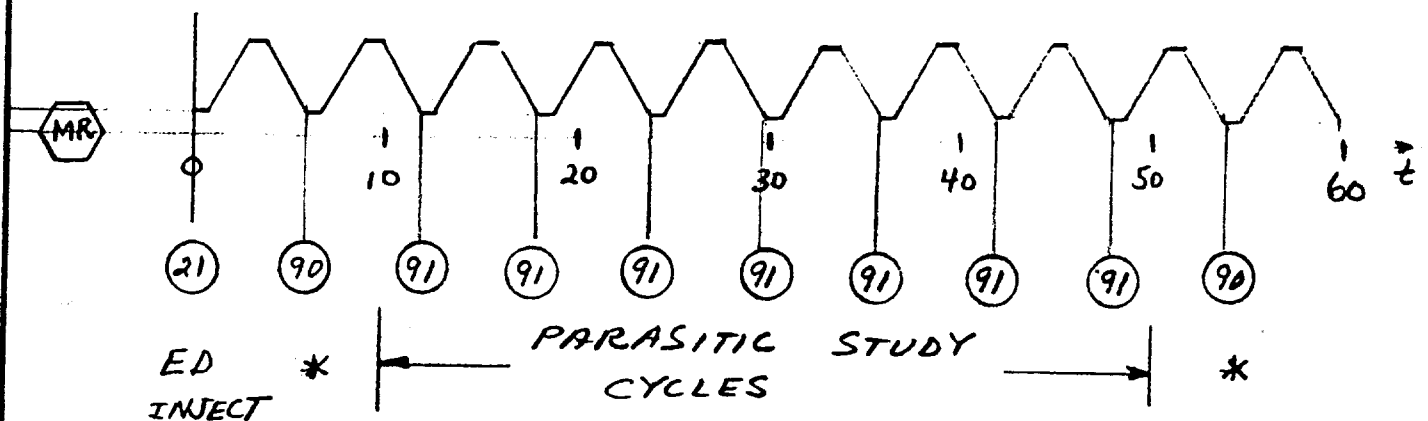 MR
0 10 20 30 40 50 60 t
21 90 91 91 91 91 91 91 91 90
ED * PARASITIC STUDY *
INJECT CYCLES